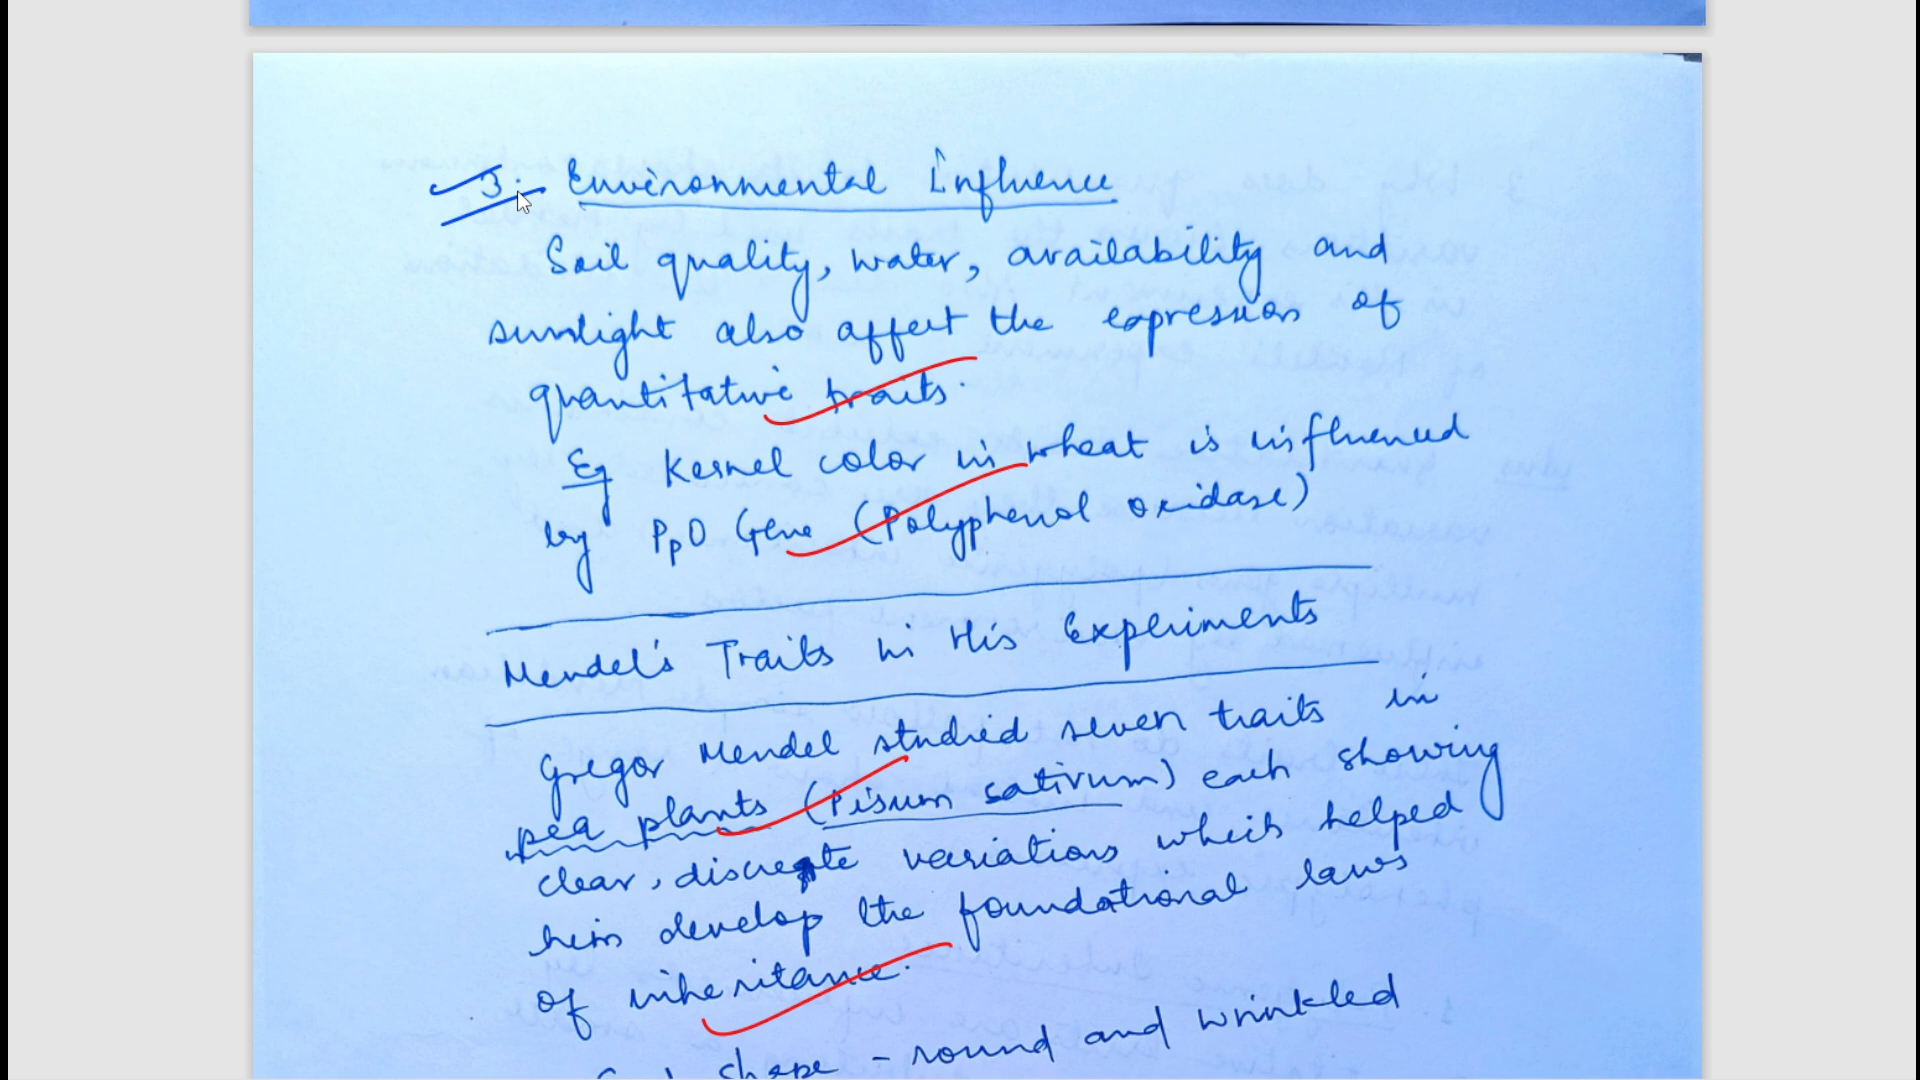 3. Environmental Influence
Soil quality, water, availability and
sunlight also affect the expression of
quantitative traits.
Eg Kernel color in wheat is influenced
by PpO Gene (Polyphenol oxidase)
Mendel's Traits in His Experiments
Gregor Mendel studied seven traits in
pea plants (Pisum sativum) each showing
clear, discrete variations which helped
him develop the foundational laws
of inheritance.
shape - round and wrinkled